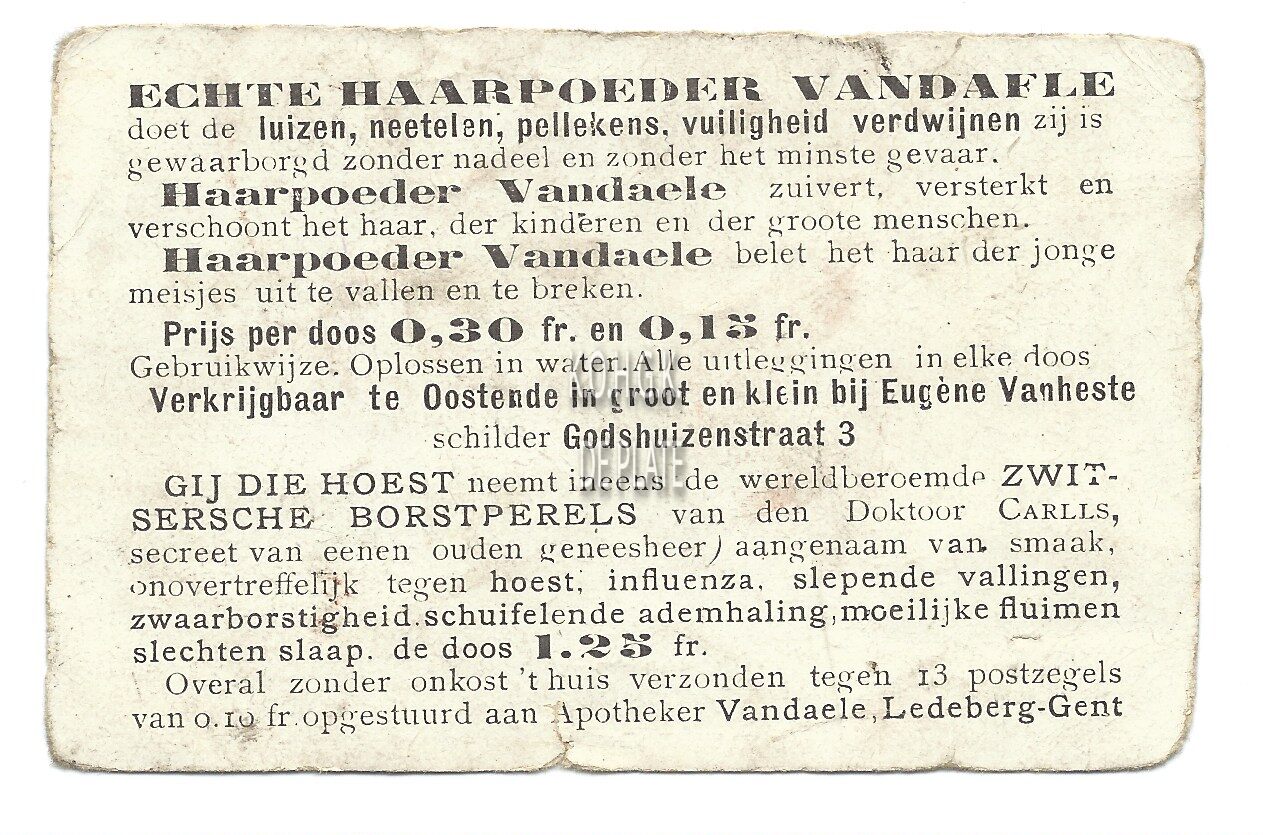 ECHTE HAARPOEDER VANDAELE
doet de luizen, neetelen, pellekens, vuiligheid verdwijnen zij is
gewaarborgd zonder nadeel en zonder het minste gevaar.
Haarpoeder Vandaele zuivert, versterkt en
verschoont het haar, der kinderen en der groote menschen.
Haarpoeder Vandaele belet het haar der jonge
meisjes uit te vallen en te breken.
Prijs per doos 0,30 fr. en 0,15 fr.
Gebruikwijze. Oplossen in water. Alle uitleggingen in elke doos
Verkrijgbaar te Oostende in groot en klein bij Eugène Vanheste
schilder Godshuizenstraat 3
KOHIEK
DE PLATE
GIJ DIE HOEST neemt ineens de wereldberoemde ZWIT-
SERSCHE BORSTPERELS van den Doktoor CARLLS,
secreet van eenen ouden geneesheer) aangenaam van smaak,
onovertreffelijk tegen hoest, influenza, slepende vallingen,
zwaarborstigheid, schuifelende ademhaling, moeilijke fluimen
slechten slaap. de doos 1.25 fr.
Overal zonder onkost 't huis verzonden tegen 13 postzegels
van 0.10 fr. opgestuurd aan Apotheker Vandaele, Ledeberg-Gent